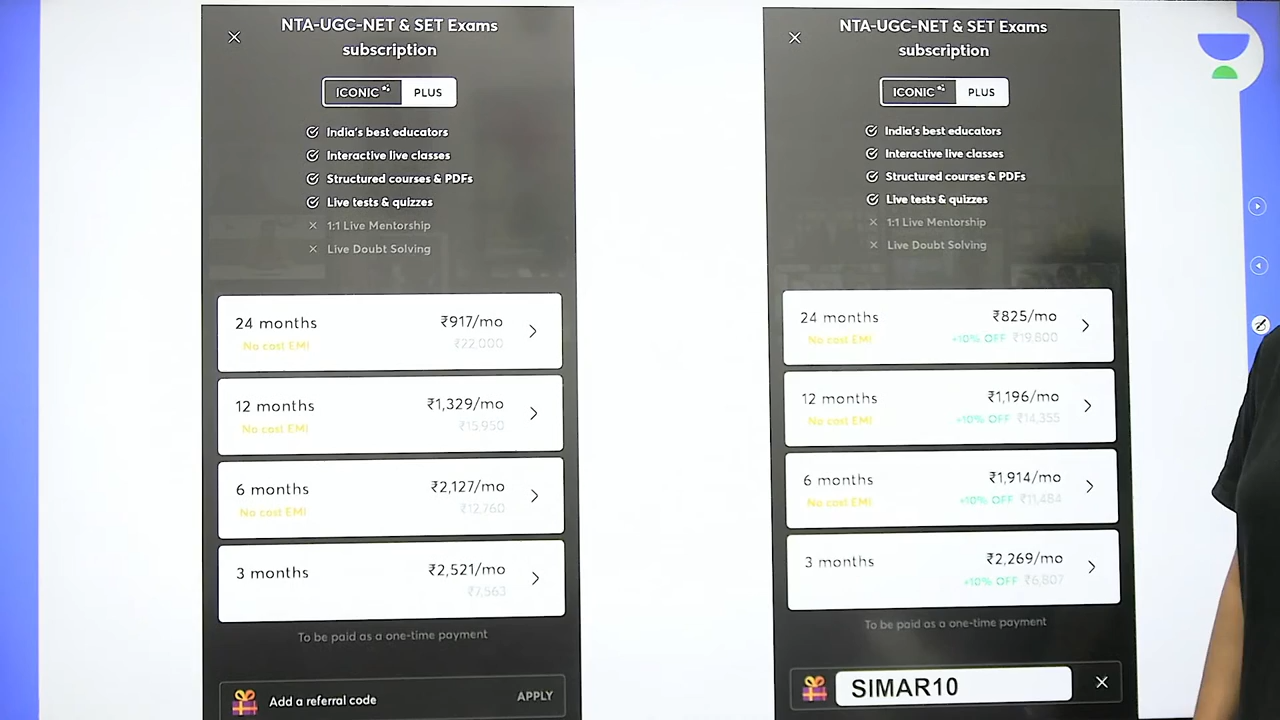 NTA-UGC-NET & SET Exams
subscription
ICONIC PLUS
India's best educators
Interactive live classes
Structured courses & PDFs
Live tests & quizzes
1:1 Live Mentorship
Live Doubt Solving
24 months ₹917/mo
No cost EMI ₹22,000
12 months ₹1,329/mo
No cost EMI ₹15,950
6 months ₹2,127/mo
No cost EMI ₹12,760
3 months ₹2,521/mo
₹7,563
To be paid as a one-time payment
Add a referral code APPLY
NTA-UGC-NET & SET Exams
subscription
ICONIC PLUS
India's best educators
Interactive live classes
Structured courses & PDFs
Live tests & quizzes
1:1 Live Mentorship
Live Doubt Solving
24 months ₹825/mo
No cost EMI +10% OFF ₹19,800
12 months ₹1,196/mo
No cost EMI +10% OFF ₹14,355
6 months ₹1,914/mo
No cost EMI +10% OFF ₹11,484
3 months ₹2,269/mo
+10% OFF ₹6,807
To be paid as a one-time payment
SIMAR10